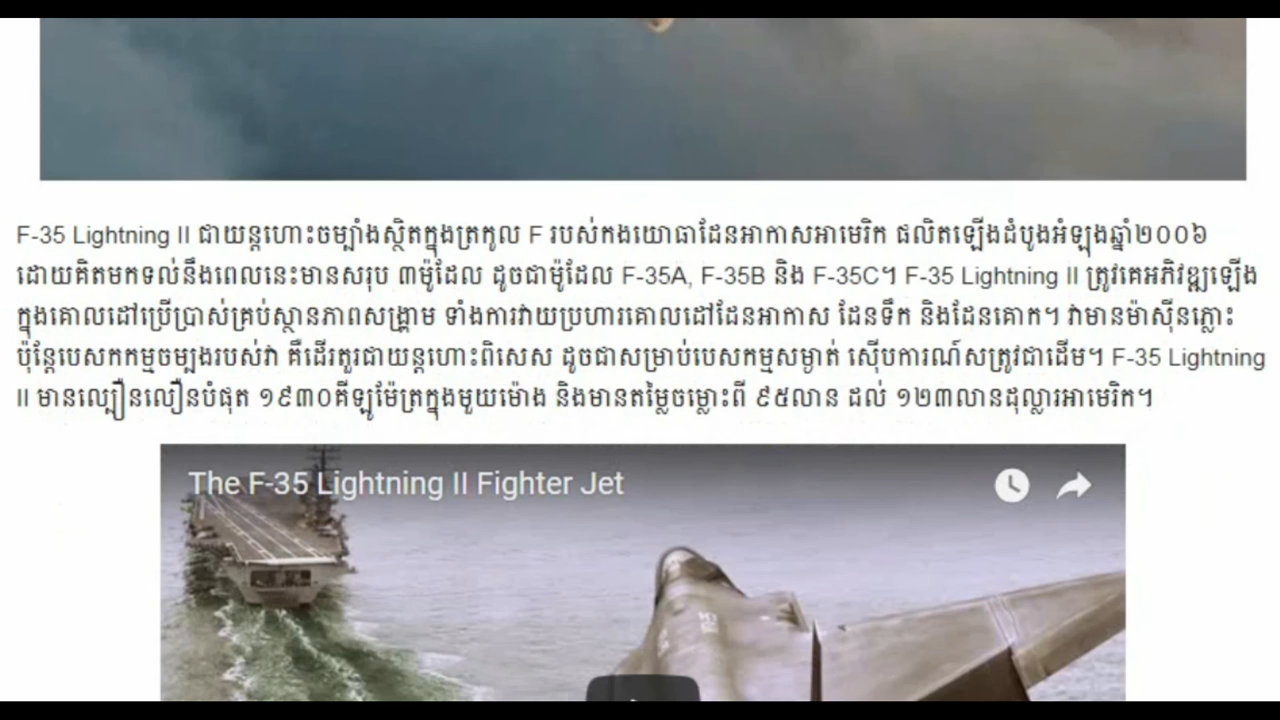 F-35 Lightning II ជាយន្តហោះចម្បាំងស្ថិតក្នុងត្រកូល F របស់កងយោធាដែនអាកាសអាមេរិក ផលិតឡើងដំបូងអំឡុងឆ្នាំ២០០៦
ដោយគិតមកទល់នឹងពេលនេះមានសរុប ៣ម៉ូដែល ដូចជាម៉ូដែល F-35A, F-35B និង F-35C។ F-35 Lightning II ត្រូវគេអភិវឌ្ឍឡើង
ក្នុងគោលដៅប្រើប្រាស់គ្រប់ស្ថានភាពសង្គ្រាម ទាំងការវាយប្រហារគោលដៅដែនអាកាស ដែនទឹក និងដែនគោក។ វាមានម៉ាស៊ីនភ្លោះ
ប៉ុន្តែបេសកកម្មចម្បងរបស់វា គឺដើរតួរជាយន្តហោះពិសេស ដូចជាសម្រាប់បេសកម្មសម្ងាត់ ស៊ើបការណ៍សត្រូវជាដើម។ F-35 Lightning
II មានល្បឿនលឿនបំផុត ១៩៣០គីឡូម៉ែត្រក្នុងមួយម៉ោង និងមានតម្លៃចម្លោះពី ៩៥លាន ដល់ ១២៣លានដុល្លារអាមេរិក។
The F-35 Lightning II Fighter Jet